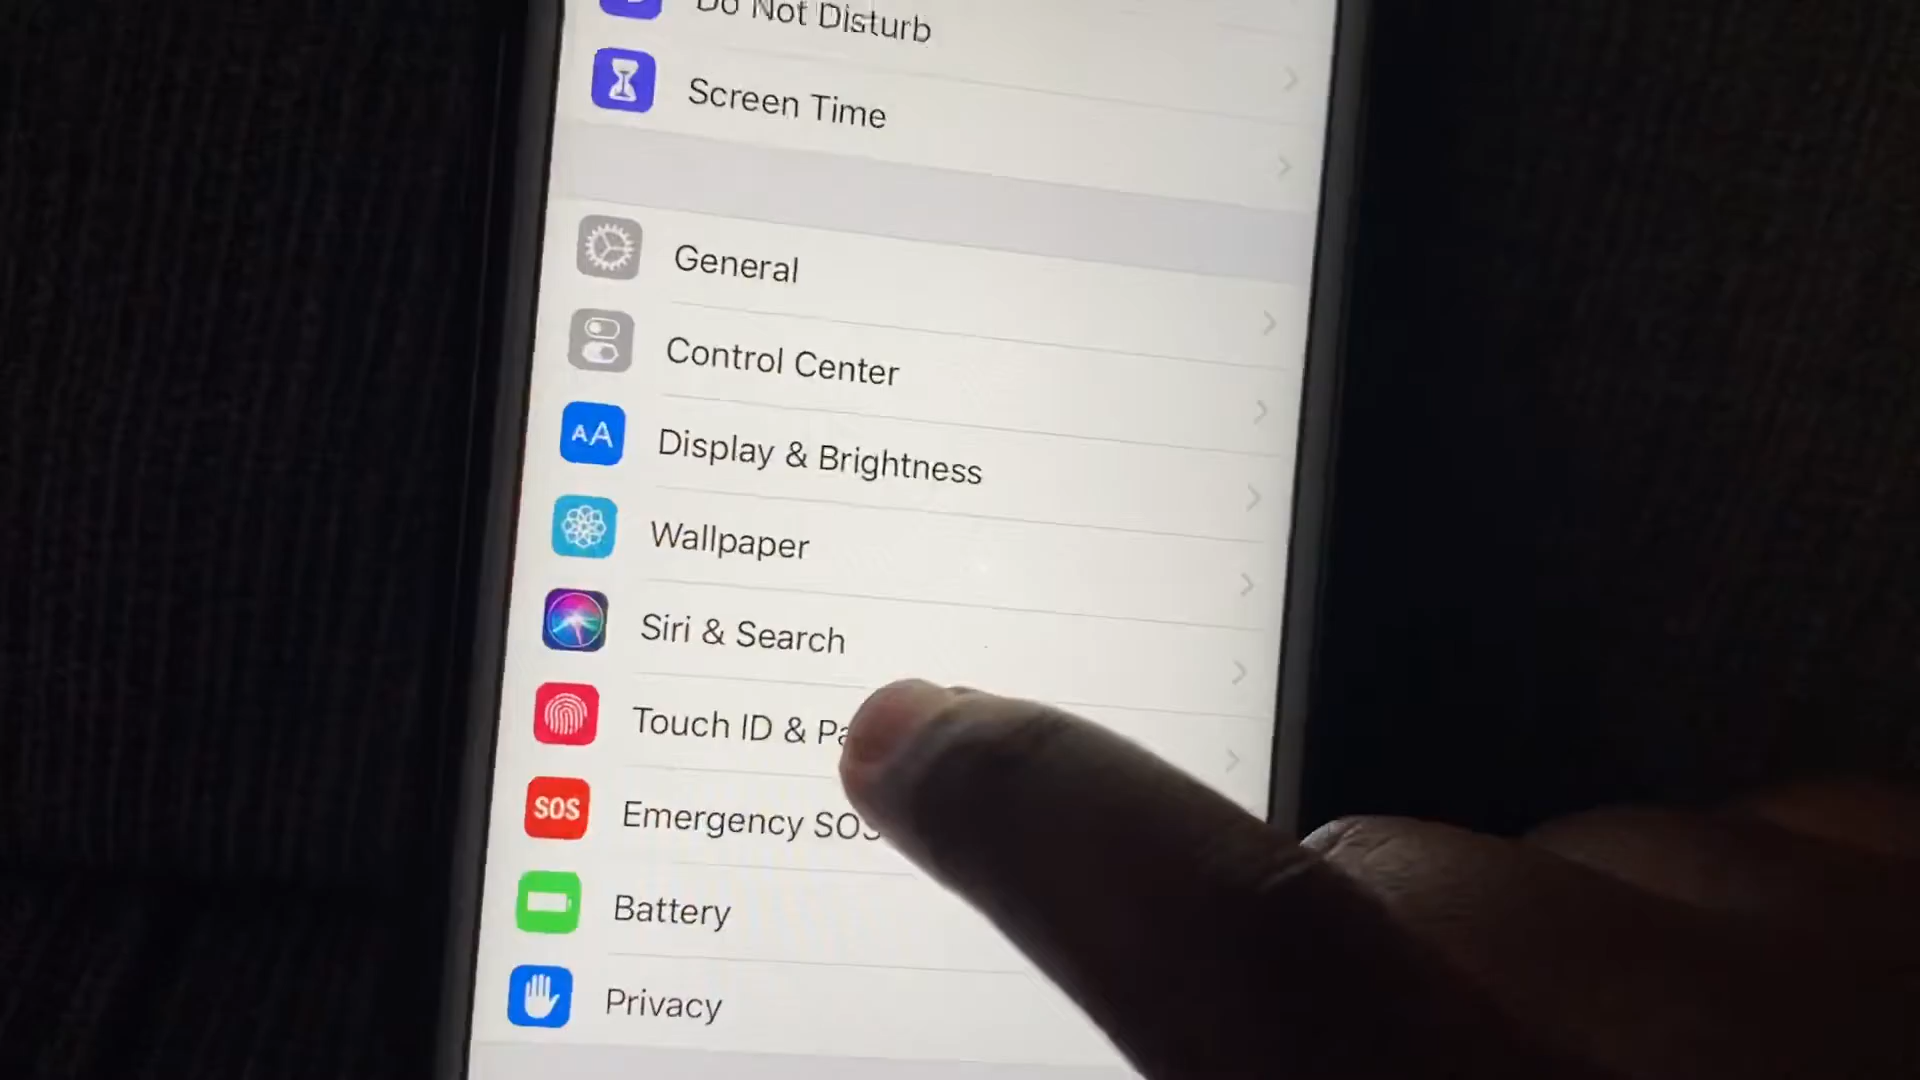 Do Not Disturb
Screen Time
General
Control Center
AA
Display & Brightness
Wallpaper
Siri & Search
Touch ID &
SOS
Emergency SOS
Battery
Privacy